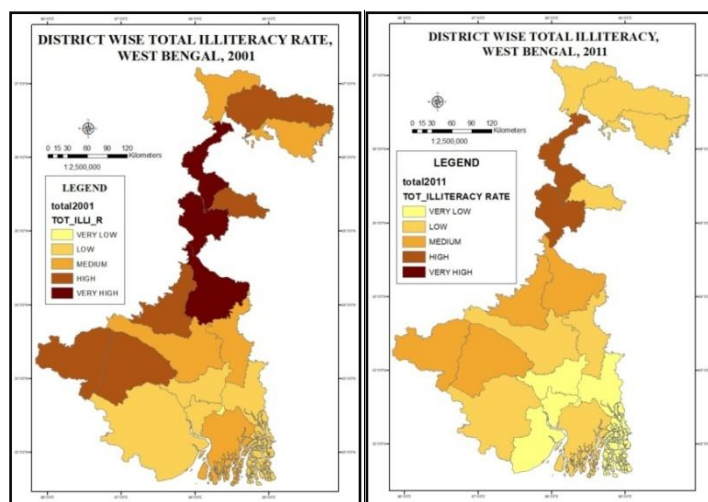 DISTRICT WISE TOTAL ILLITERACY RATE,
WEST BENGAL, 2001
0 15 30 60 90 120
Kilometers
1:2,500,000
LEGEND
total2001
TOT_ILLI_R
VERY LOW
LOW
MEDIUM
HIGH
VERY HIGH
DISTRICT WISE TOTAL ILLITERACY,
WEST BENGAL, 2011
0 15 30 60 90 120
Kilometers
1:2,500,000
LEGEND
total2011
TOT_ILLITERACY RATE
VERY LOW
LOW
MEDIUM
HIGH
VERY HIGH